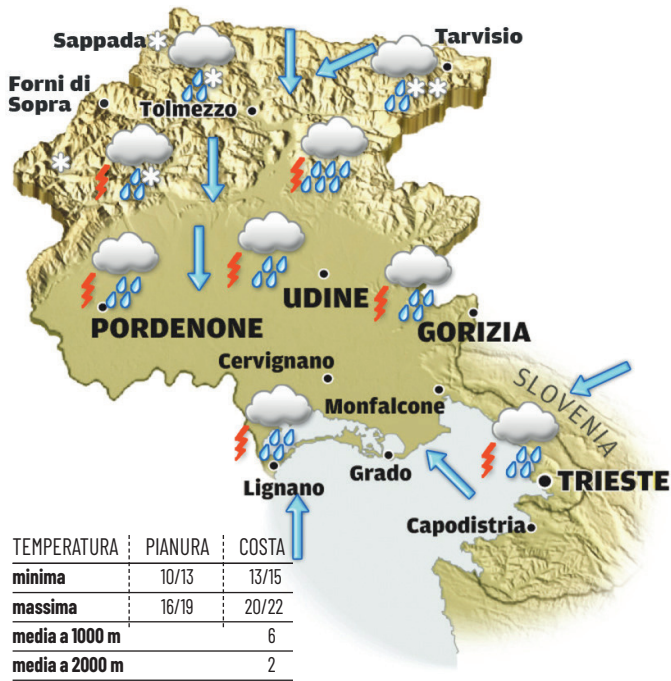 Sappada
Tarvisio
Forni di
Sopra
Tolmezzo
UDINE
PORDENONE
GORIZIA
Cervignano
SLOVENIA
Monfalcone
Grado
TRIESTE
Lignano
Capodistria
TEMPERATURA PIANURA COSTA
minima 10/13 13/15
massima 16/19 20/22
media a 1000 m 6
media a 2000 m 2